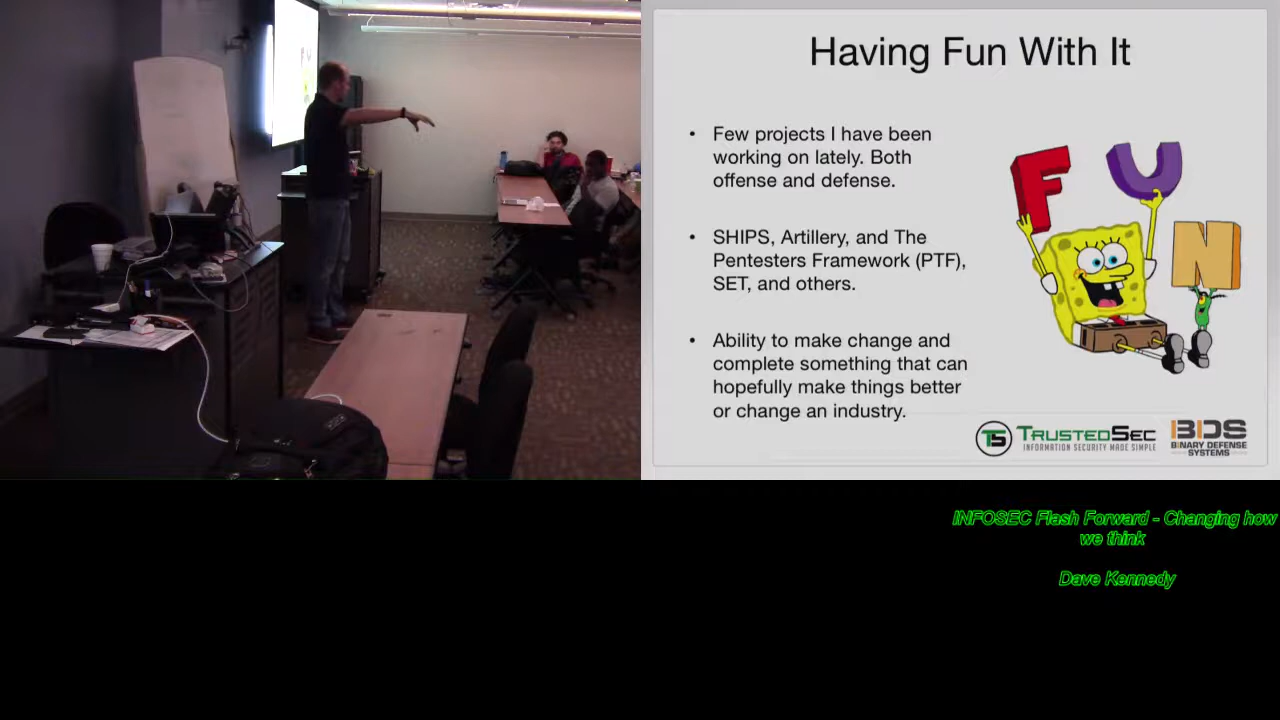 Having Fun With It
• Few projects I have been
working on lately. Both
offense and defense.
• SHIPS, Artillery, and The
Pentesters Framework (PTF),
SET, and others.
• Ability to make change and
complete something that can
hopefully make things better
or change an industry.
F U N
TS TRUSTEDSEC
INFORMATION SECURITY MADE SIMPLE
BDS
BINARY DEFENSE
SYSTEMS
INFOSEC Flash Forward - Changing how
we think
Dave Kennedy